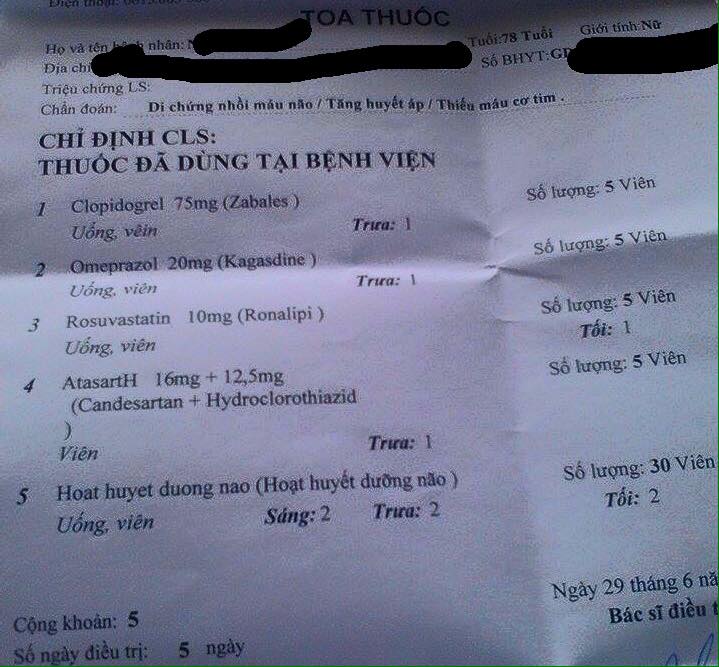 Điện thoại:
TOA THUỐC
Họ và tên bệnh nhân: Tuổi:78 Tuổi Giới tính:Nữ
Địa chỉ Số BHYT:GD
Triệu chứng LS:
Chẩn đoán: Di chứng nhồi máu não / Tăng huyết áp / Thiếu máu cơ tim .
CHỈ ĐỊNH CLS:
THUỐC ĐÃ DÙNG TẠI BỆNH VIỆN
1 Clopidogrel 75mg (Zabales ) Số lượng: 5 Viên
Uống, vêin Trưa: 1
2 Omeprazol 20mg (Kagasdine ) Số lượng: 5 Viên
Uống, viên Trưa: 1
3 Rosuvastatin 10mg (Ronalipi ) Số lượng: 5 Viên
Uống, viên Tối: 1
4 AtasartH 16mg + 12,5mg Số lượng: 5 Viên
(Candesartan + Hydroclorothiazid
)
Viên Trưa: 1
5 Hoat huyet duong nao (Hoạt huyết dưỡng não ) Số lượng: 30 Viên
Uống, viên Sáng: 2 Trưa: 2 Tối: 2
Ngày 29 tháng 6 nă
Cộng khoản: 5 Bác sĩ điều t
Số ngày điều trị: 5 ngày